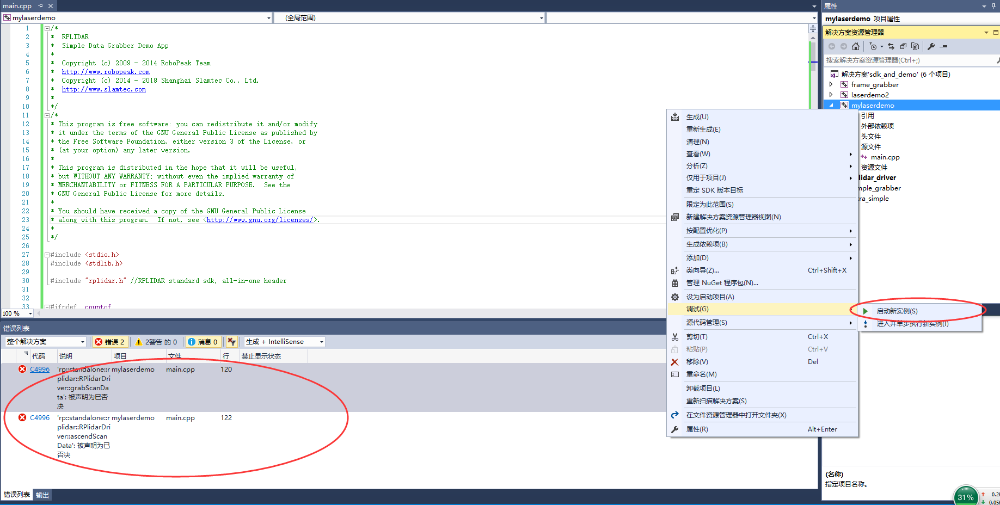 main.cpp
mylaserdemo
(全局范围)
1 /*
2 * RPLIDAR
3 * Simple Data Grabber Demo App
4 *
5 * Copyright (c) 2009 - 2014 RoboPeak Team
6 * http://www.robopeak.com
7 * Copyright (c) 2014 - 2018 Shanghai Slamtec Co., Ltd.
8 * http://www.slamtec.com
9 *
10 */
11 /*
12 * This program is free software: you can redistribute it and/or modify
13 * it under the terms of the GNU General Public License as published by
14 * the Free Software Foundation, either version 3 of the License, or
15 * (at your option) any later version.
16 *
17 * This program is distributed in the hope that it will be useful,
18 * but WITHOUT ANY WARRANTY; without even the implied warranty of
19 * MERCHANTABILITY or FITNESS FOR A PARTICULAR PURPOSE. See the
20 * GNU General Public License for more details.
21 *
22 * You should have received a copy of the GNU General Public License
23 * along with this program. If not, see <http://www.gnu.org/licenses/>.
24 *
25 */
26
27 #include <stdio.h>
28 #include <stdlib.h>
29
30 #include "rplidar.h" //RPLIDAR standard sdk, all-in-one header
31
32
33 #ifndef _countof
100 %
错误列表
整个解决方案
错误 2
2警告 的 0
消息 0
生成 + IntelliSense
代码 说明 项目 文件 行 禁止显示状态
C4996 'rp::standalone::r mylaserdemo main.cpp 120
plidar::RPlidarDri
ver::grabScanDa
ta': 被声明为已否
决
C4996 'rp::standalone::r mylaserdemo main.cpp 122
plidar::RPlidarDri
ver::ascendScan
Data': 被声明为已
否决
错误列表 输出
生成(U)
重新生成(E)
清理(N)
查看(W)
分析(Z)
仅用于项目(J)
重定 SDK 版本目标
限定为此范围(S)
新建解决方案资源管理器视图(N)
按配置优化(P)
生成依赖项(B)
添加(D)
类向导(Z)... Ctrl+Shift+X
管理 NuGet 程序包(N)...
设为启动项目(A)
调试(G)
源代码管理(S)
剪切(T) Ctrl+X
粘贴(P) Ctrl+V
移除(V) Del
重命名(M)
卸载项目(L)
重新扫描解决方案(S)
在文件资源管理器中打开文件夹(X)
属性(R) Alt+Enter
启动新实例(S)
进入并单步执行新实例(I)
属性
mylaserdemo 项目属性
解决方案资源管理器
搜索解决方案资源管理器(Ctrl+;)
解决方案'sdk_and_demo' (6 个项目)
frame_grabber
laserdemo2
mylaserdemo
引用
外部依赖项
头文件
源文件
main.cpp
资源文件
lidar_driver
mple_grabber
tra_simple
(名称)
指定项目名称。
31%